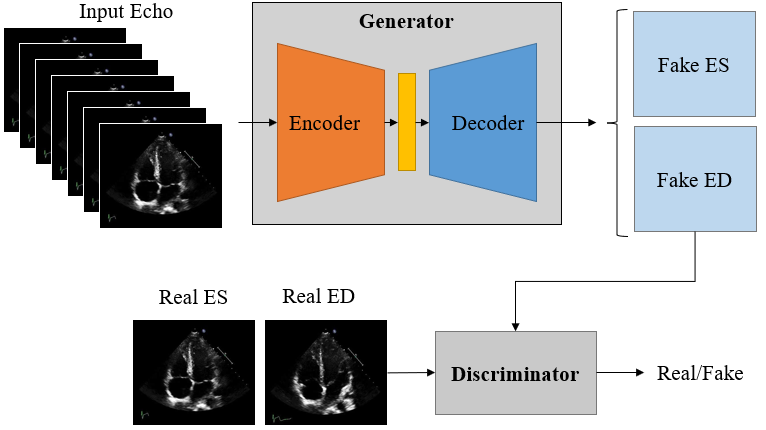 Input Echo
Generator
Encoder
Decoder
Fake ES
Fake ED
Real ES
Real ED
Discriminator
Real/Fake